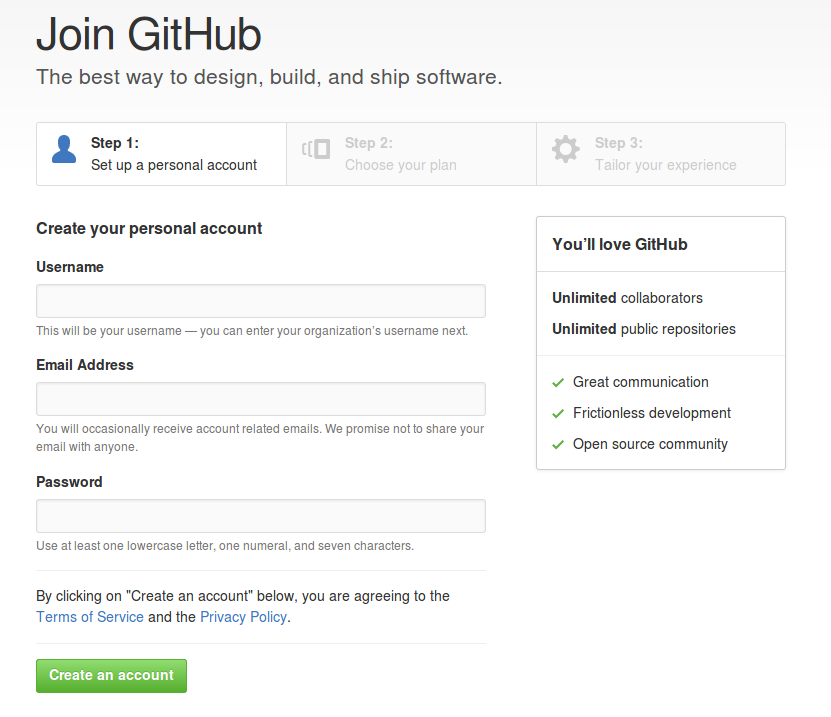 Join GitHub
The best way to design, build, and ship software.
Step 1:
Set up a personal account
Step 2:
Choose your plan
Step 3:
Tailor your experience
Create your personal account
Username
This will be your username — you can enter your organization's username next.
Email Address
You will occasionally receive account related emails. We promise not to share your
email with anyone.
Password
Use at least one lowercase letter, one numeral, and seven characters.
By clicking on "Create an account" below, you are agreeing to the
Terms of Service and the Privacy Policy.
Create an account
You'll love GitHub
Unlimited collaborators
Unlimited public repositories
Great communication
Frictionless development
Open source community